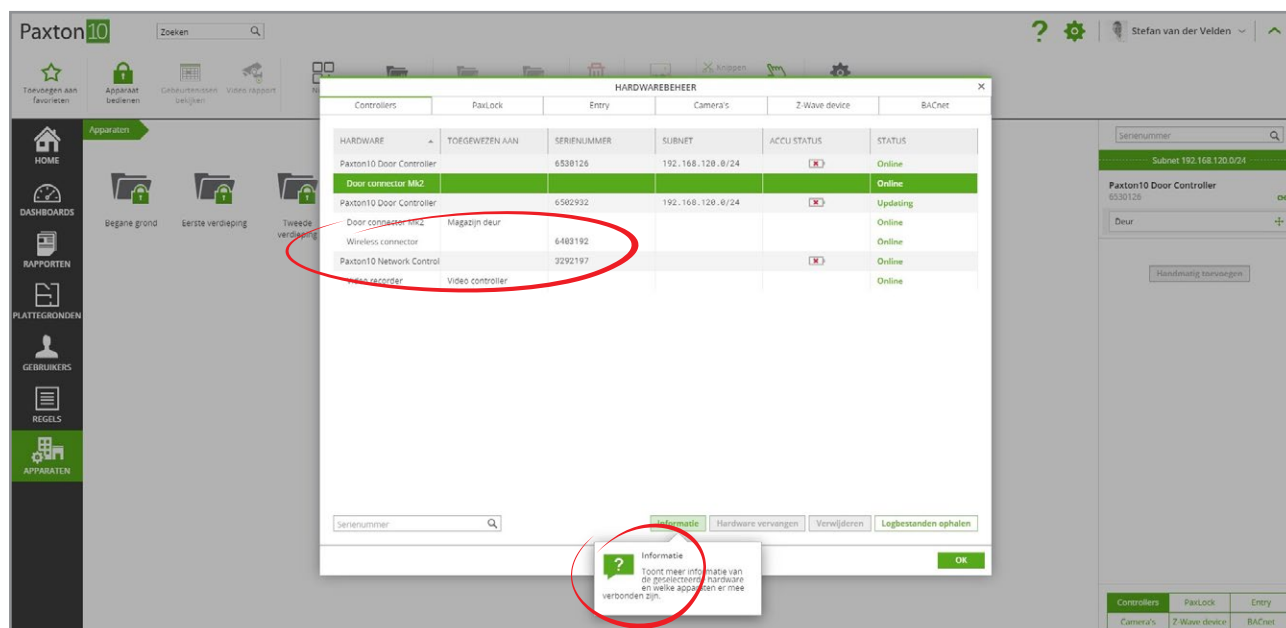 Paxton10
Zoeken
Stefan van der Velden
Toevoegen aan
favorieten
Apparaat
bedienen
Gebeurtenissen
bekijken
Video rapport
Knippen
HARDWAREBEHEER
Controllers PaxLock Entry Camera's Z-Wave device BACnet
HARDWARE TOEGEWEZEN AAN SERIENUMMER SUBNET ACCU STATUS STATUS
Paxton10 Door Controller 6530126 192.168.120.0/24 Online
Door connector Mk2 Online
Paxton10 Door Controller 6502932 192.168.120.0/24 Updating
Door connector Mk2 Magazijn deur Online
Wireless connector 6403192 Online
Paxton10 Network Control 3292197 Online
Video recorder Video controller Online
Serienummer
Informatie Hardware vervangen Verwijderen Logbestanden ophalen
OK
?
Informatie
Toont meer informatie van
de geselecteerde hardware
en welke apparaten er mee
verbonden zijn.
HOME
DASHBOARDS
RAPPORTEN
PLATTEGRONDEN
GEBRUIKERS
REGELS
APPARATEN
Apparaten
Begane grond
Eerste verdieping
Tweede
verdieping
Serienummer
Subnet 192.168.120.0/24
Paxton10 Door Controller
6530126
Deur
Handmatig toevoegen
Controllers PaxLock Entry
Camera's Z-Wave device BACnet